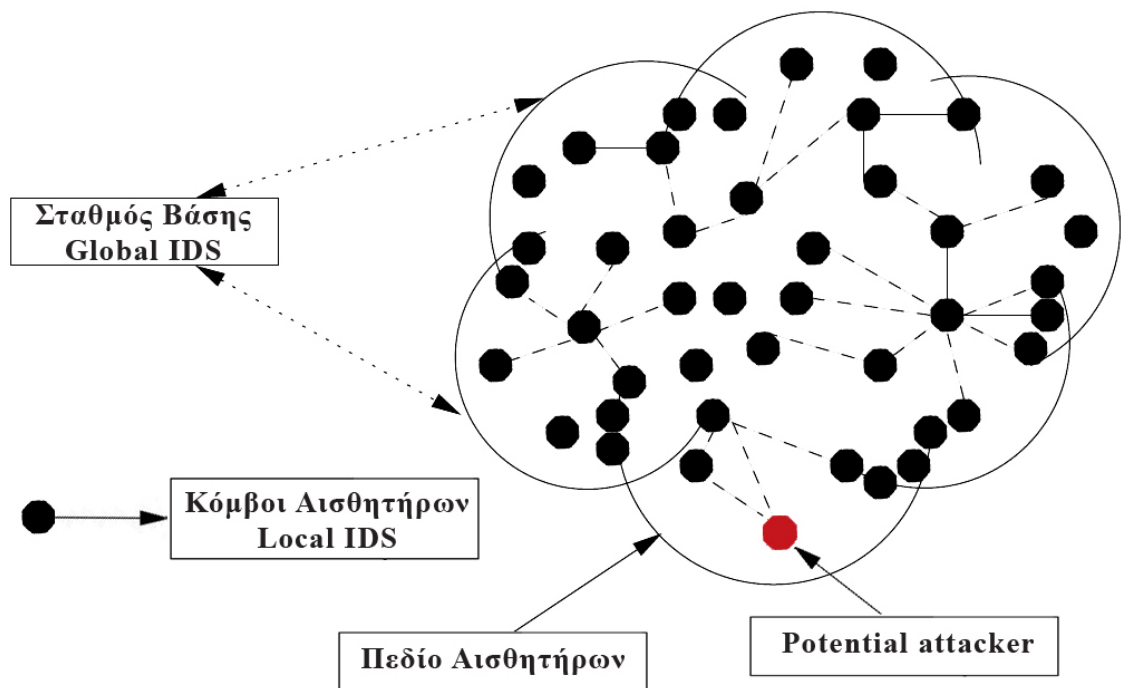 Σταθμός Βάσης
Global IDS
Κόμβοι Αισθητήρων
Local IDS
Πεδίο Αισθητήρων
Potential attacker